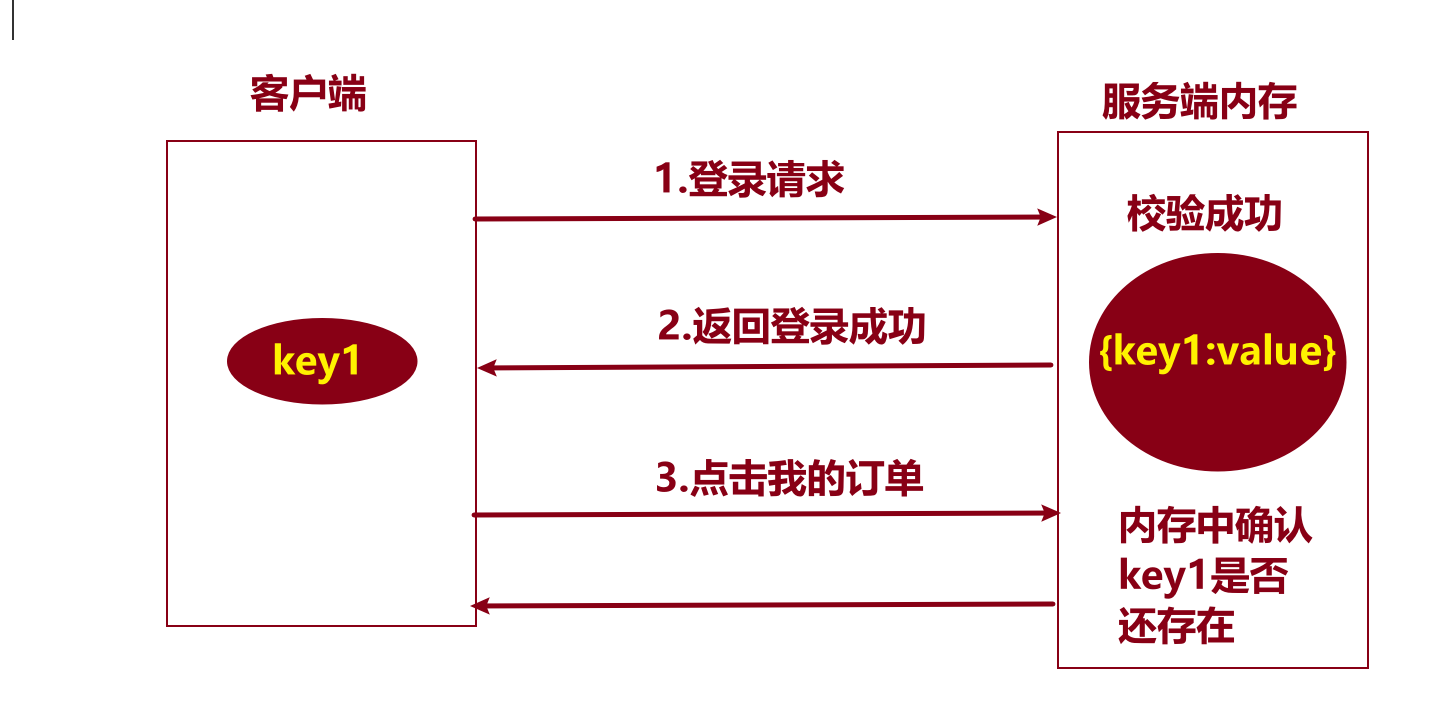 客户端
服务端内存
1.登录请求
校验成功
2.返回登录成功
{key1:value}
key1
3.点击我的订单
内存中确认
key1是否
还存在